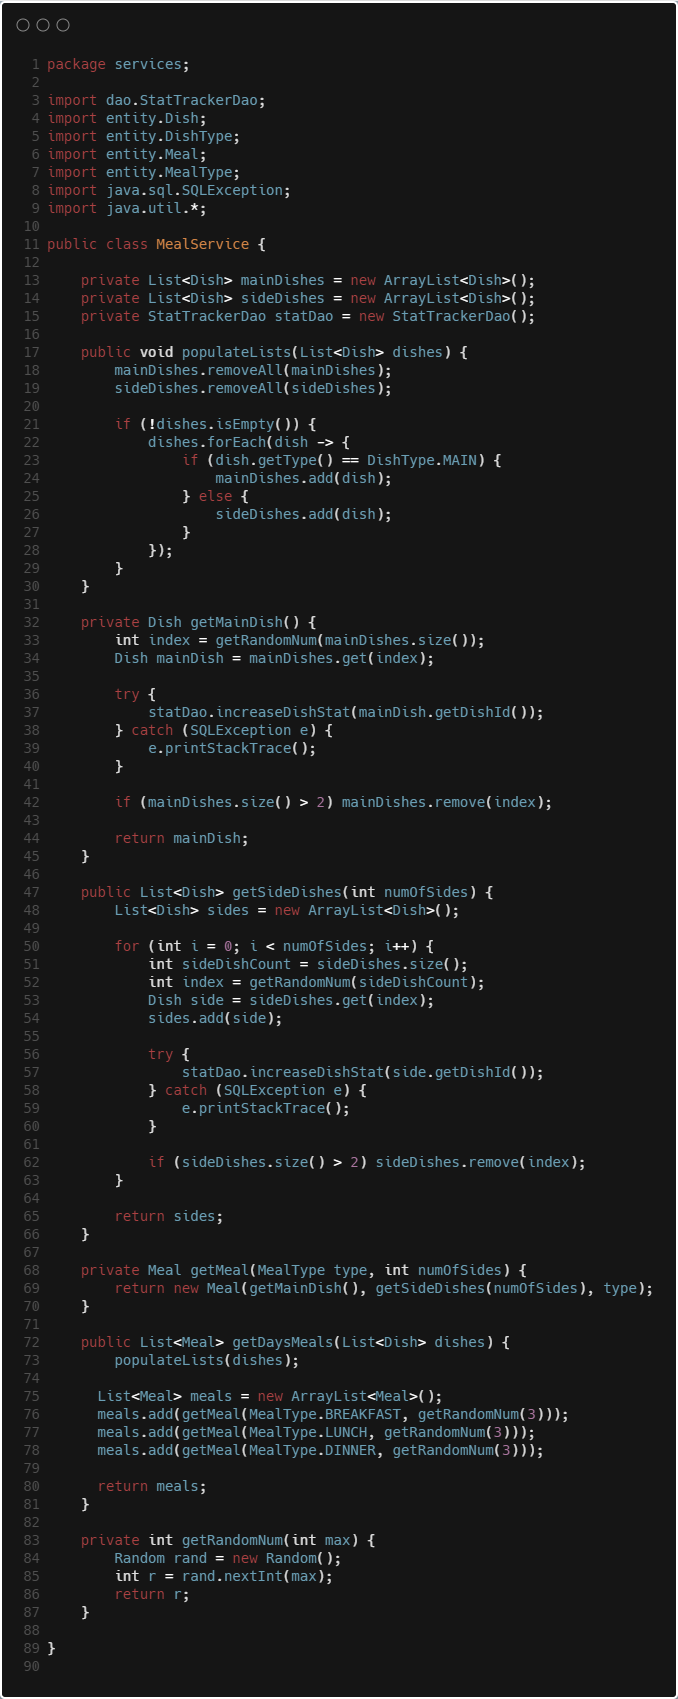 1 package services;
2
3 import dao.StatTrackerDao;
4 import entity.Dish;
5 import entity.DishType;
6 import entity.Meal;
7 import entity.MealType;
8 import java.sql.SQLException;
9 import java.util.*;
10
11 public class MealService {
12
13     private List<Dish> mainDishes = new ArrayList<Dish>();
14     private List<Dish> sideDishes = new ArrayList<Dish>();
15     private StatTrackerDao statDao = new StatTrackerDao();
16
17     public void populateLists(List<Dish> dishes) {
18         mainDishes.removeAll(mainDishes);
19         sideDishes.removeAll(sideDishes);
20
21         if (!dishes.isEmpty()) {
22             dishes.forEach(dish -> {
23                 if (dish.getType() == DishType.MAIN) {
24                     mainDishes.add(dish);
25                 } else {
26                     sideDishes.add(dish);
27                 }
28             });
29         }
30     }
31
32     private Dish getMainDish() {
33         int index = getRandomNum(mainDishes.size());
34         Dish mainDish = mainDishes.get(index);
35
36         try {
37             statDao.increaseDishStat(mainDish.getDishId());
38         } catch (SQLException e) {
39             e.printStackTrace();
40         }
41
42         if (mainDishes.size() > 2) mainDishes.remove(index);
43
44         return mainDish;
45     }
46
47     public List<Dish> getSideDishes(int numOfSides) {
48         List<Dish> sides = new ArrayList<Dish>();
49
50         for (int i = 0; i < numOfSides; i++) {
51             int sideDishCount = sideDishes.size();
52             int index = getRandomNum(sideDishCount);
53             Dish side = sideDishes.get(index);
54             sides.add(side);
55
56             try {
57                 statDao.increaseDishStat(side.getDishId());
58             } catch (SQLException e) {
59                 e.printStackTrace();
60             }
61
62             if (sideDishes.size() > 2) sideDishes.remove(index);
63         }
64
65         return sides;
66     }
67
68     private Meal getMeal(MealType type, int numOfSides) {
69         return new Meal(getMainDish(), getSideDishes(numOfSides), type);
70     }
71
72     public List<Meal> getDaysMeals(List<Dish> dishes) {
73         populateLists(dishes);
74
75       List<Meal> meals = new ArrayList<Meal>();
76       meals.add(getMeal(MealType.BREAKFAST, getRandomNum(3)));
77       meals.add(getMeal(MealType.LUNCH, getRandomNum(3)));
78       meals.add(getMeal(MealType.DINNER, getRandomNum(3)));
79
80       return meals;
81     }
82
83     private int getRandomNum(int max) {
84         Random rand = new Random();
85         int r = rand.nextInt(max);
86         return r;
87     }
88
89 }
90